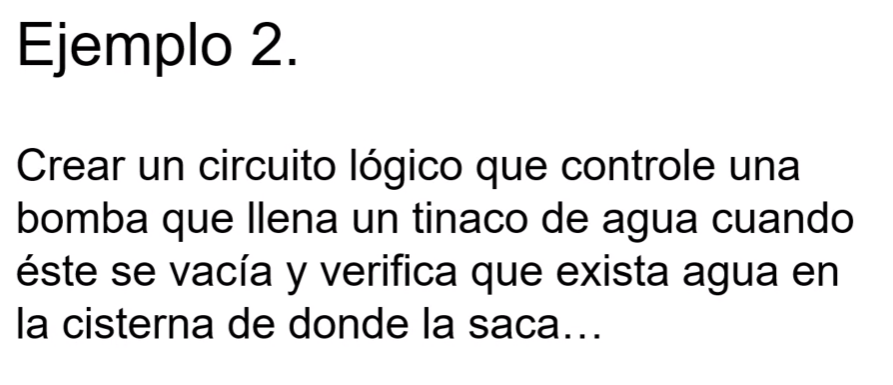 Ejemplo 2.
Crear un circuito lógico que controle una
bomba que llena un tinaco de agua cuando
éste se vacía y verifica que exista agua en
la cisterna de donde la saca...